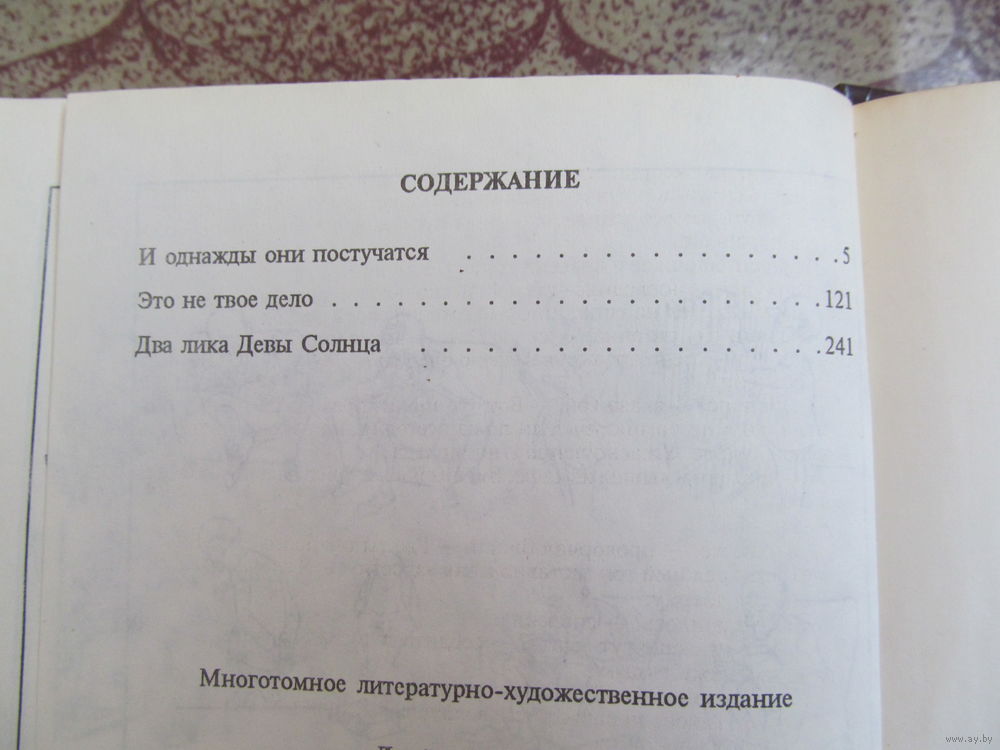 СОДЕРЖАНИЕ
И однажды они постучатся . . . . . . . . . . . . . . . . . 5
Это не твое дело . . . . . . . . . . . . . . . . . . . . . . 121
Два лика Девы Солнца . . . . . . . . . . . . . . . . . . 241
Многотомное литературно-художественное издание
www.ay.by